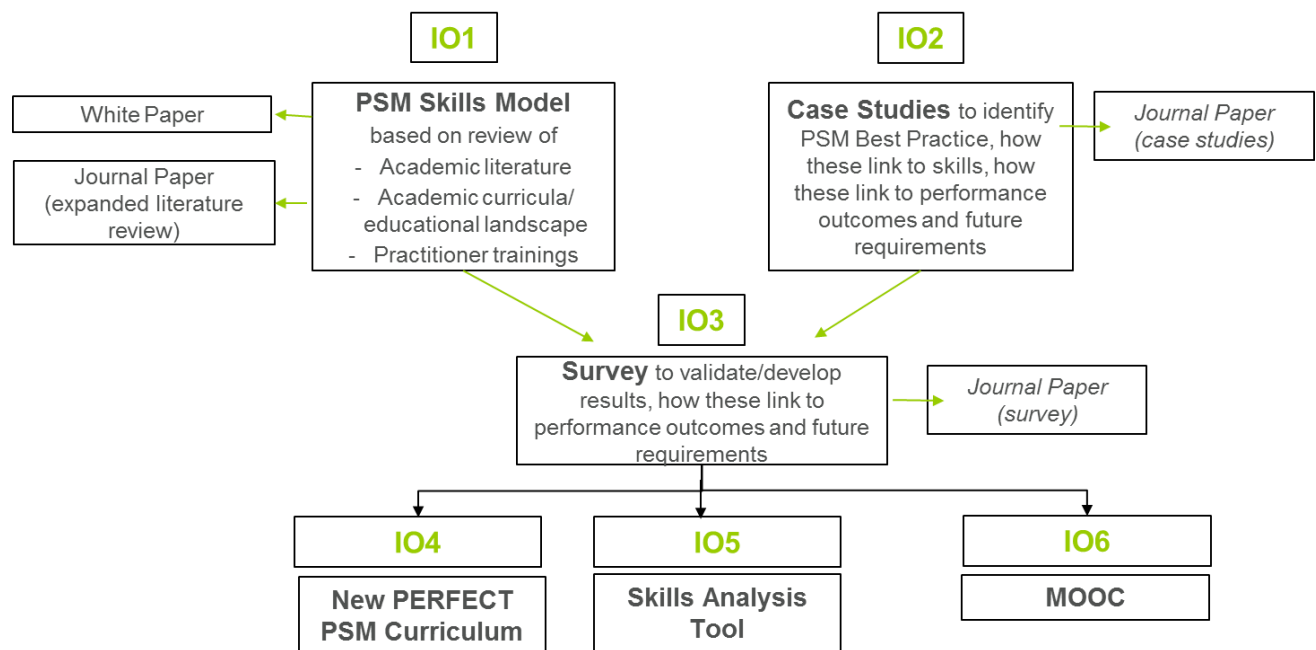 IO1
White Paper
Journal Paper
(expanded literature
review)
PSM Skills Model
based on review of
- Academic literature
- Academic curricula/
educational landscape
- Practitioner trainings
IO2
Case Studies to identify
PSM Best Practice, how
these link to skills, how
these link to performance
outcomes and future
requirements
Journal Paper
(case studies)
IO3
Survey to validate/develop
results, how these link to
performance outcomes and future
requirements
Journal Paper
(survey)
IO4
New PERFECT
PSM Curriculum
IO5
Skills Analysis
Tool
IO6
MOOC